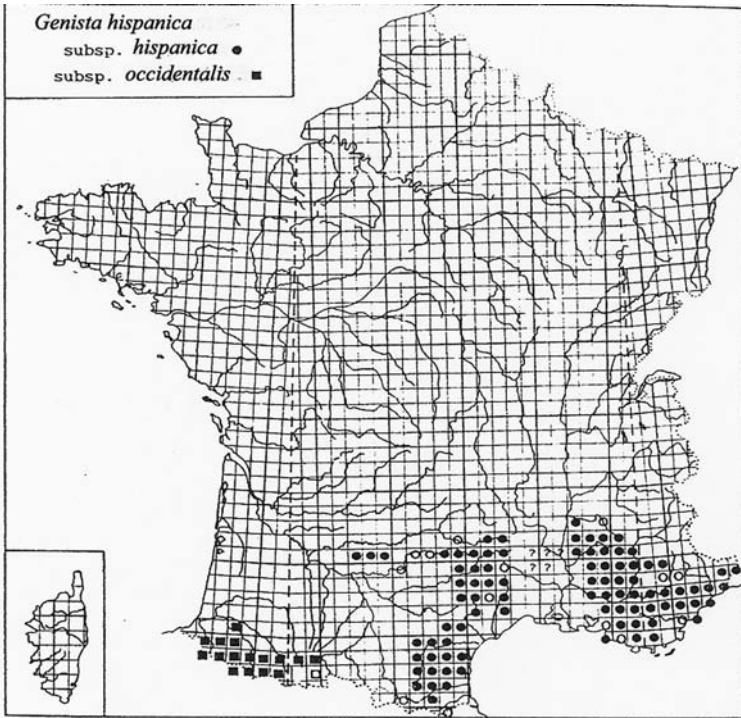 Genista hispanica
subsp. hispanica ●
subsp. occidentalis ■
? ?
? ?